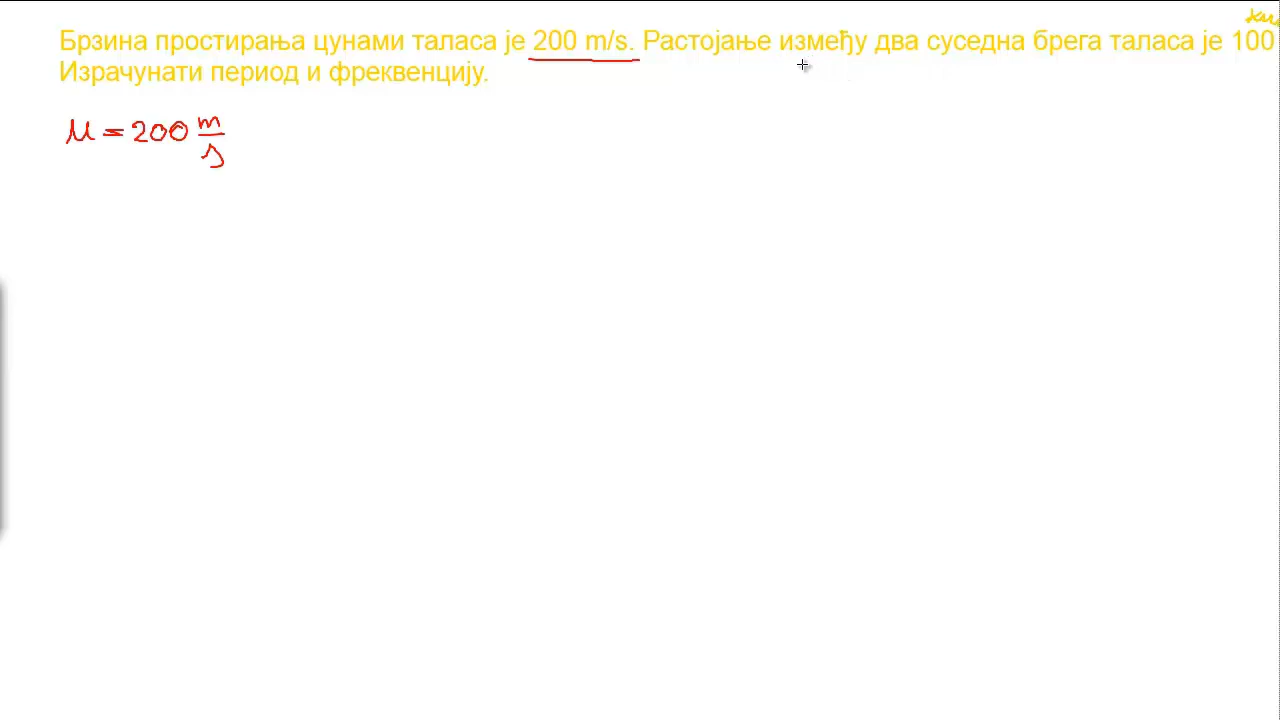 Брзина простирања цунами таласа је 200 m/s. Растојање између два суседна брега таласа је 100
Израчунати период и фреквенцију.
u = 200 m/s